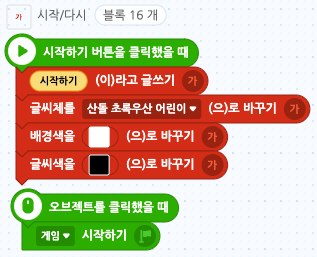 가 시작/다시 블록 16 개
시작하기 버튼을 클릭했을 때
시작하기 (이)라고 글쓰기 가
글씨체를 산돌 초록우산 어린이 (으)로 바꾸기 가
배경색을 (으)로 바꾸기 가
글씨색을 (으)로 바꾸기 가
오브젝트를 클릭했을 때
게임 시작하기